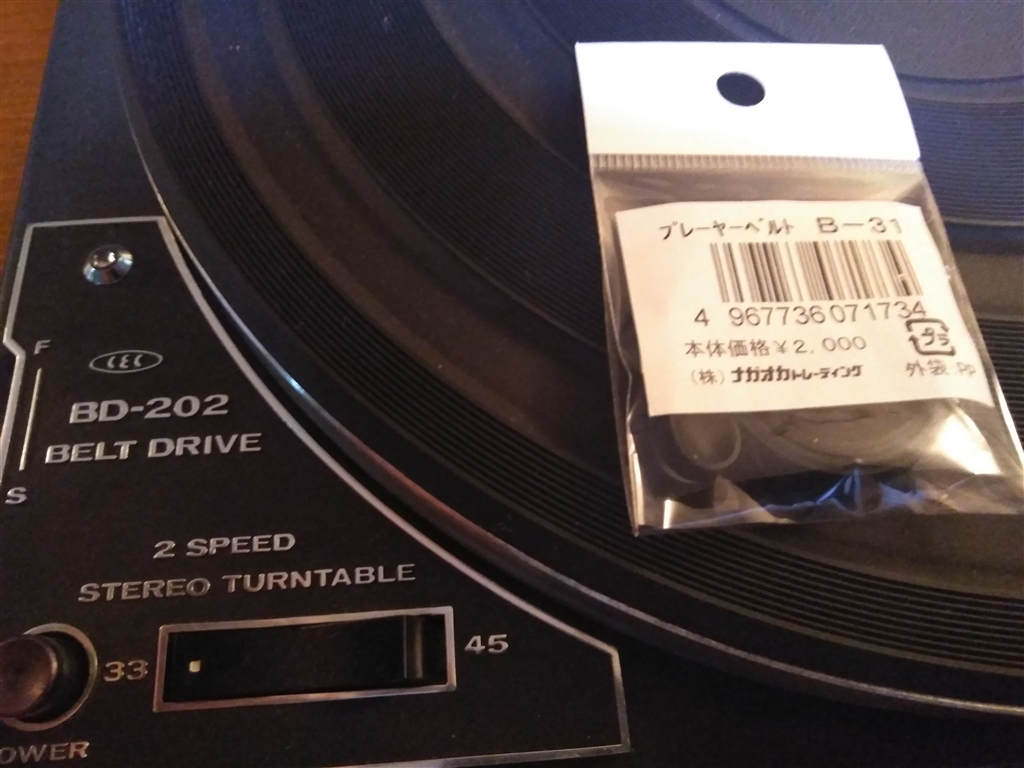 F
CEC
BD-202
BELT DRIVE
S
2 SPEED
STEREO TURNTABLE
33
45
OWER
プレーヤーベルト B-31
4 967736 071734
本体価格¥2,000
プラ
(株)ナガオカトレーディング
外袋:PP